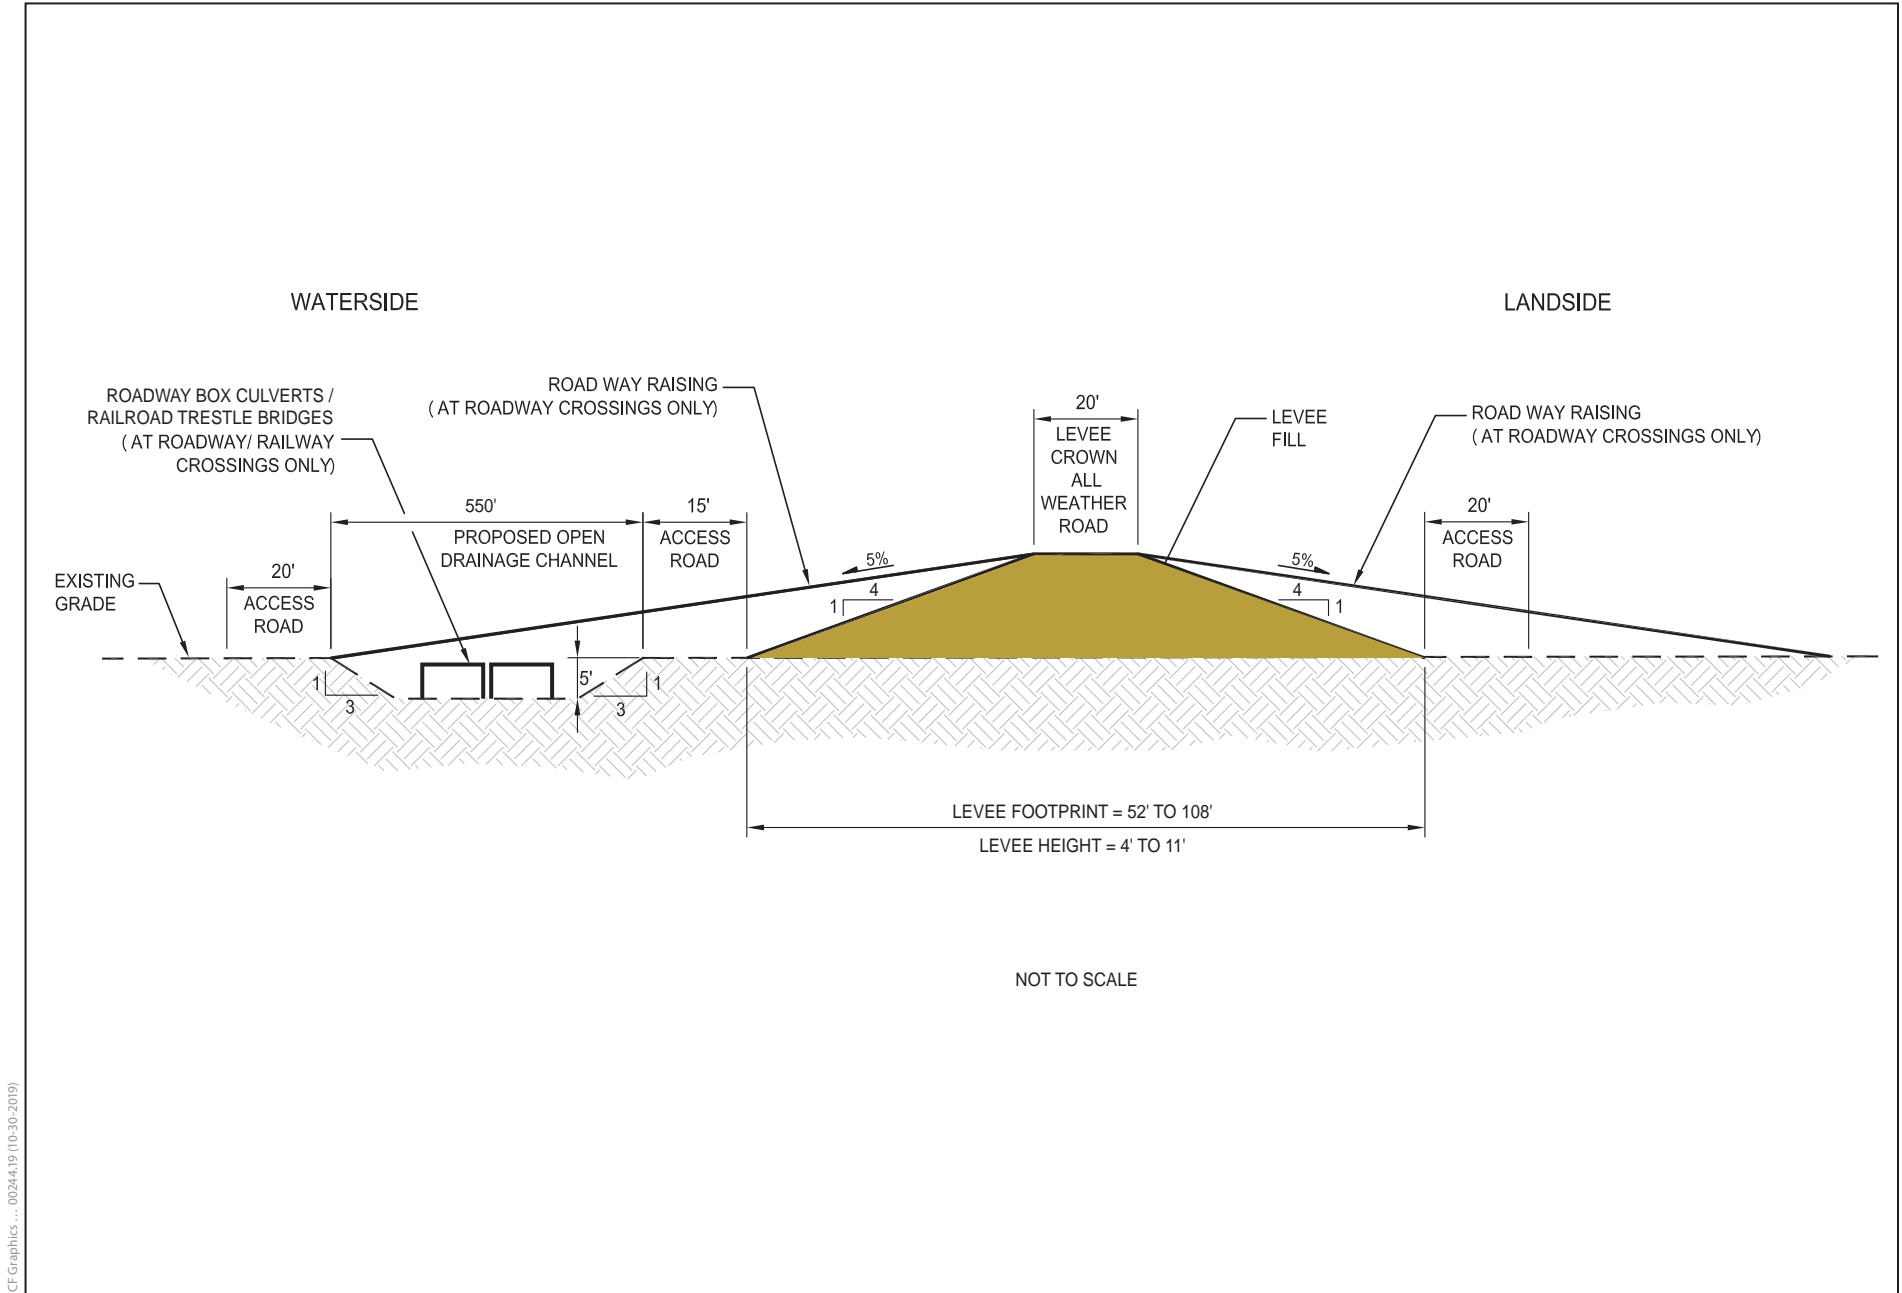 WATERSIDE
LANDSIDE
ROADWAY BOX CULVERTS /
RAILROAD TRESTLE BRIDGES
( AT ROADWAY/ RAILWAY
CROSSINGS ONLY)
ROAD WAY RAISING
( AT ROADWAY CROSSINGS ONLY)
20'
LEVEE
CROWN
ALL
WEATHER
ROAD
LEVEE
FILL
ROAD WAY RAISING
( AT ROADWAY CROSSINGS ONLY)
550'
PROPOSED OPEN
DRAINAGE CHANNEL
15'
ACCESS
ROAD
20'
ACCESS
ROAD
EXISTING
GRADE
20'
ACCESS
ROAD
5%
4
1
5%
4
1
1
3
5'
1
3
LEVEE FOOTPRINT = 52' TO 108'
LEVEE HEIGHT = 4' TO 11'
NOT TO SCALE
CF Graphics … 00244.19 (10-30-2019)